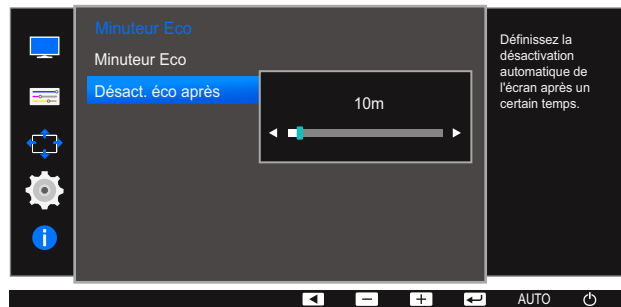 Minuteur Eco
Minuteur Eco
Désact. éco après
10m
Définissez la
désactivation
automatique de
l'écran après un
certain temps.
AUTO